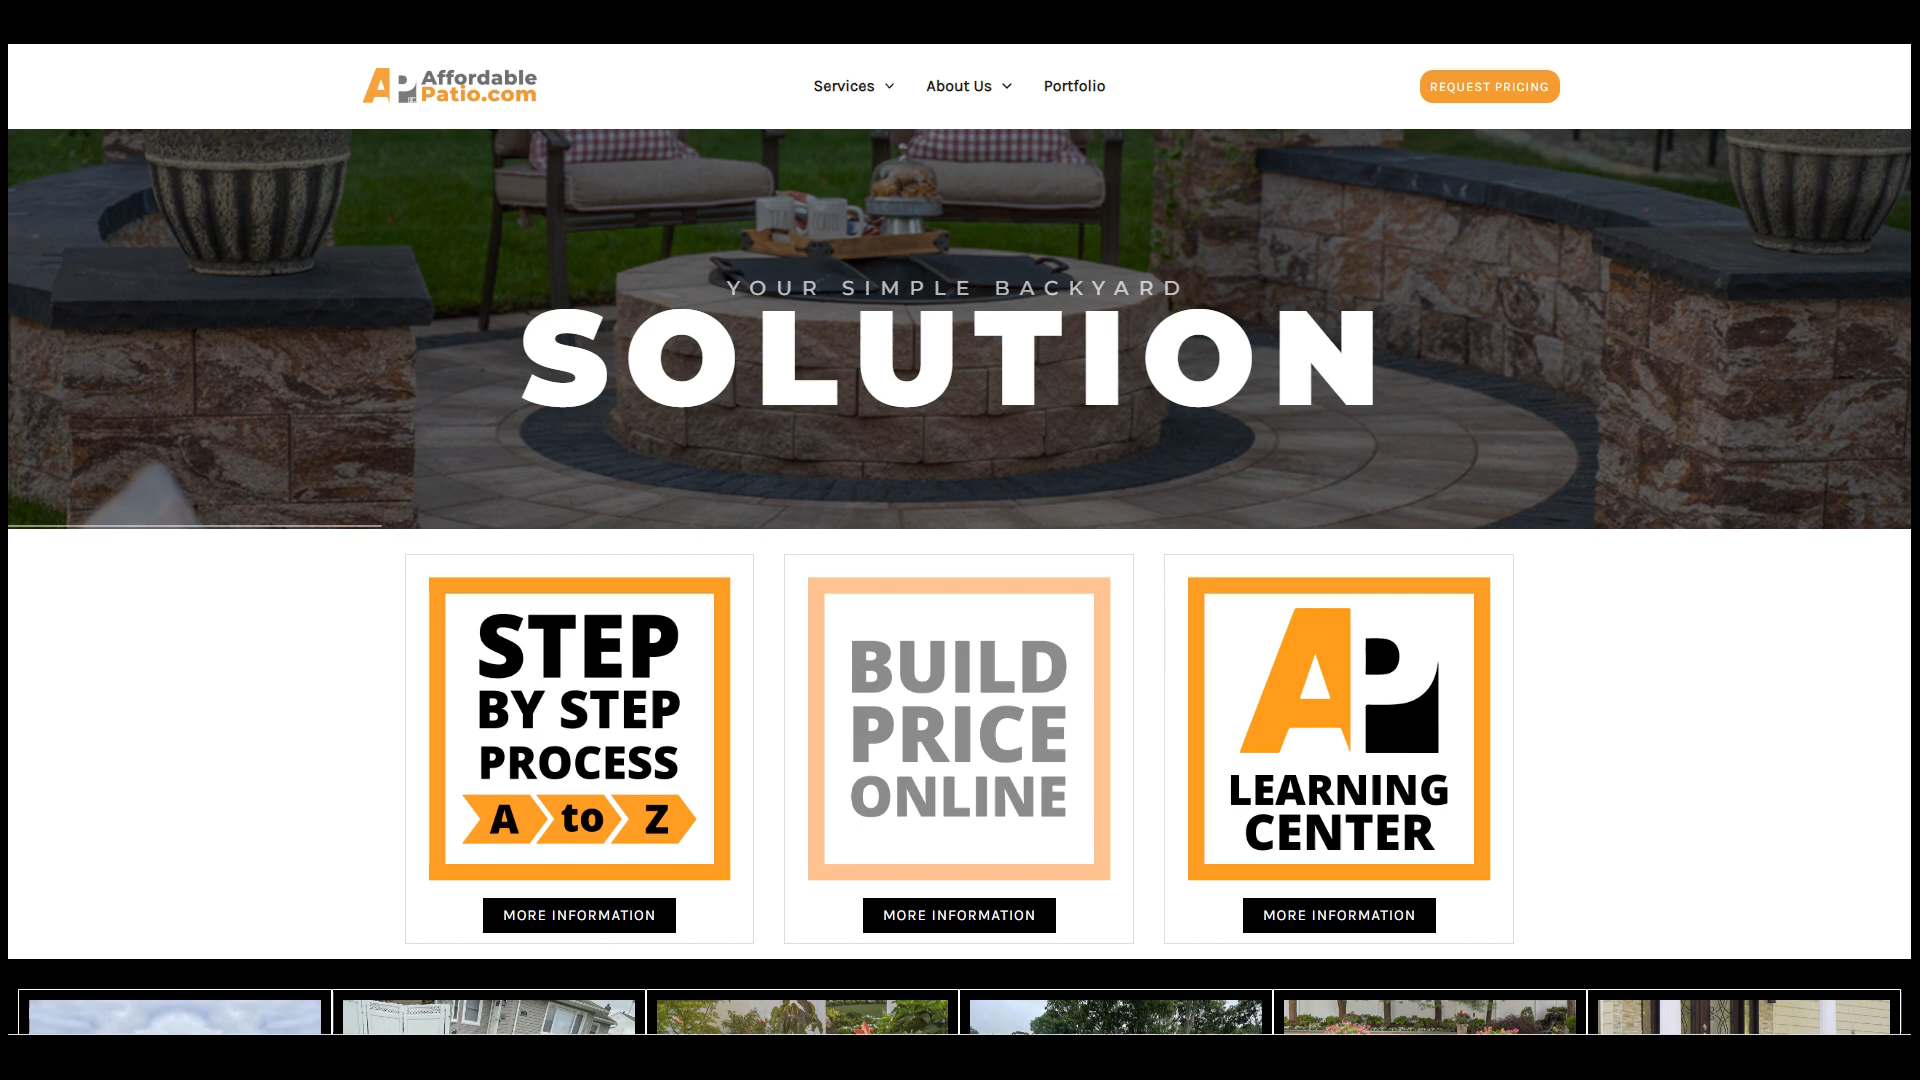 Affordable
Patio.com
Services
About Us
Portfolio
REQUEST PRICING
YOUR SIMPLE BACKYARD
SOLUTION
STEP
BY STEP
PROCESS
A to Z
MORE INFORMATION
BUILD
PRICE
ONLINE
MORE INFORMATION
AP
LEARNING
CENTER
MORE INFORMATION